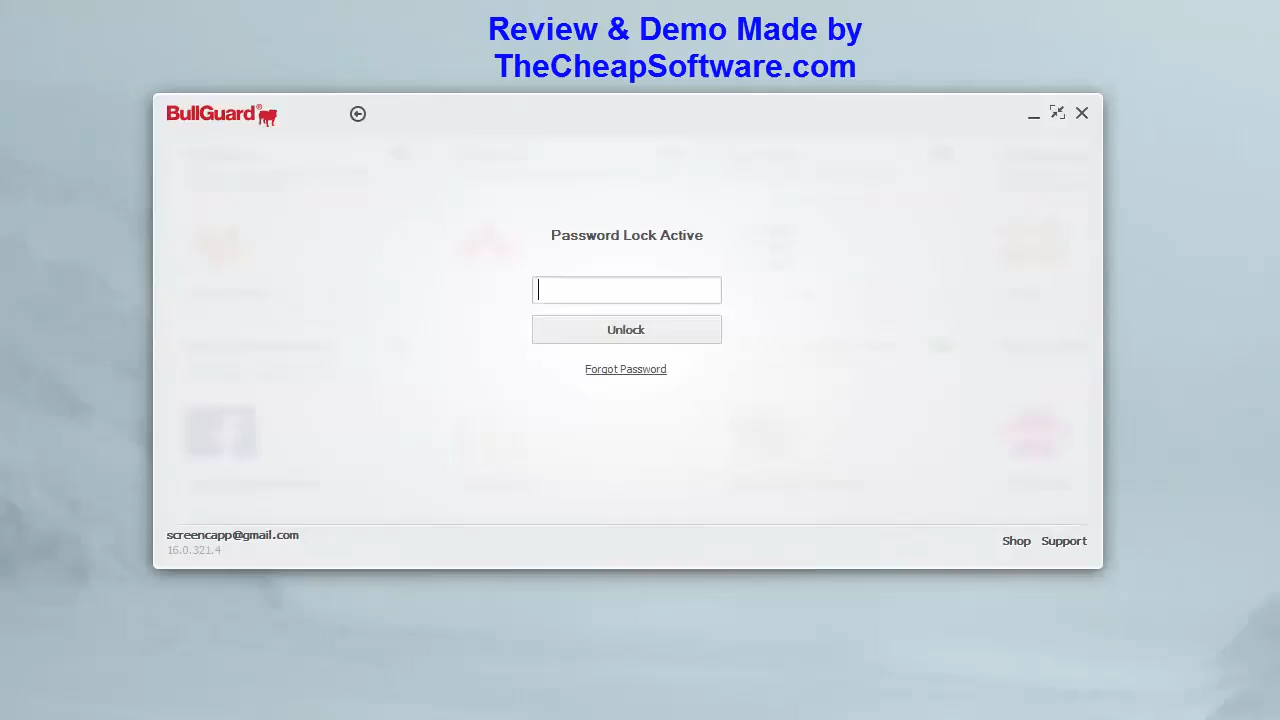 Review & Demo Made by
TheCheapSoftware.com
BullGuard®
Password Lock Active
Unlock
Forgot Password
screencapp@gmail.com
16.0.321.4
Shop Support